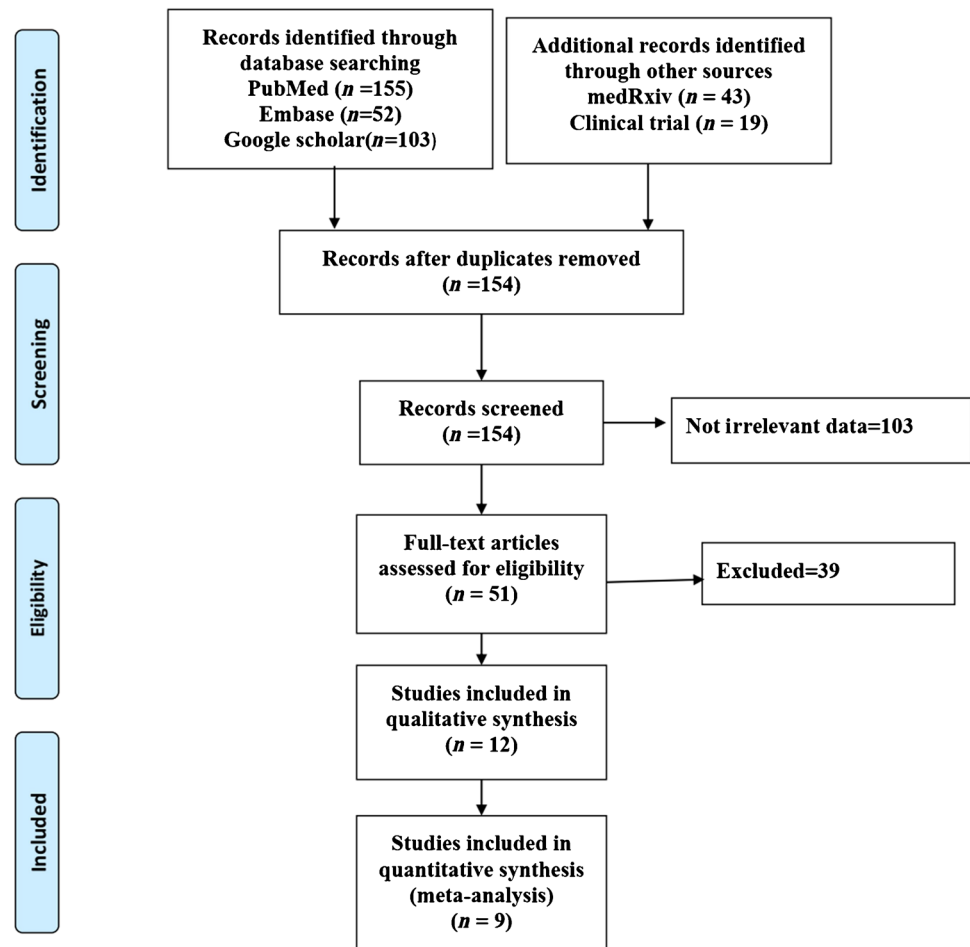 Identification
Records identified through
database searching
PubMed (n =155)
Embase (n=52)
Google scholar(n=103)
Additional records identified
through other sources
medRxiv (n = 43)
Clinical trial (n = 19)
Records after duplicates removed
(n =154)
Screening
Records screened
(n =154)
Not irrelevant data=103
Eligibility
Full-text articles
assessed for eligibility
(n = 51)
Excluded=39
Studies included in
qualitative synthesis
(n = 12)
Included
Studies included in
quantitative synthesis
(meta-analysis)
(n = 9)